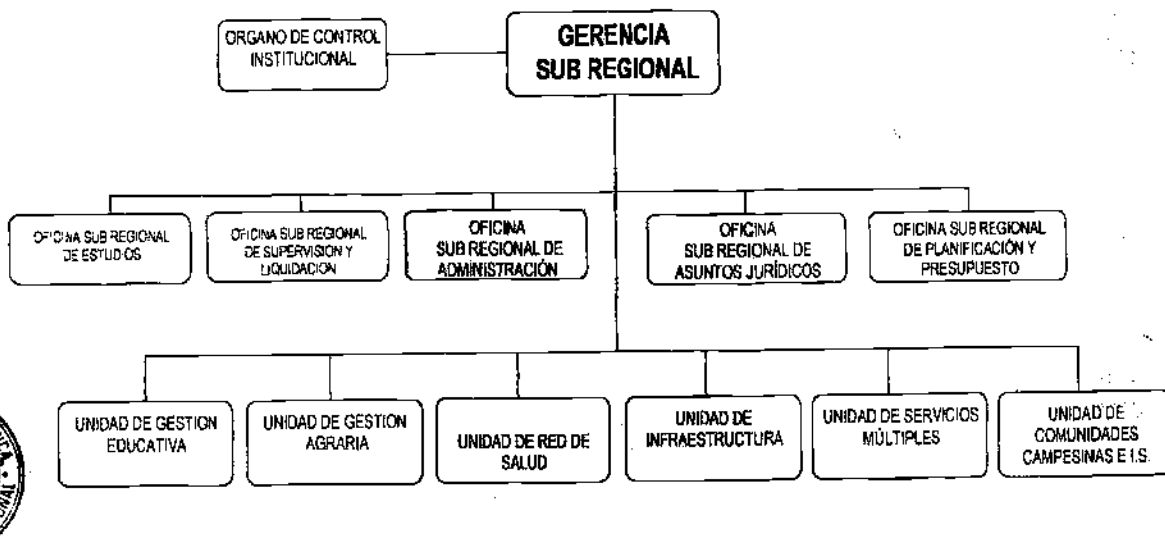 ORGANO DE CONTROL
INSTITUCIONAL
GERENCIA
SUB REGIONAL
OFICINA SUB REGIONAL
DE ESTUDIOS
OFICINA SUB REGIONAL
DE SUPERVISION Y
LIQUIDACION
OFICINA
SUB REGIONAL DE
ADMINISTRACIÓN
OFICINA
SUB REGIONAL DE
ASUNTOS JURÍDICOS
OFICINA SUB REGIONAL
DE PLANIFICACIÓN Y
PRESUPUESTO
UNIDAD DE GESTION
EDUCATIVA
UNIDAD DE GESTION
AGRARIA
UNIDAD DE RED DE
SALUD
UNIDAD DE
INFRAESTRUCTURA
UNIDAD DE SERVICIOS
MÚLTIPLES
UNIDAD DE
COMUNIDADES
CAMPESINAS E I.S.